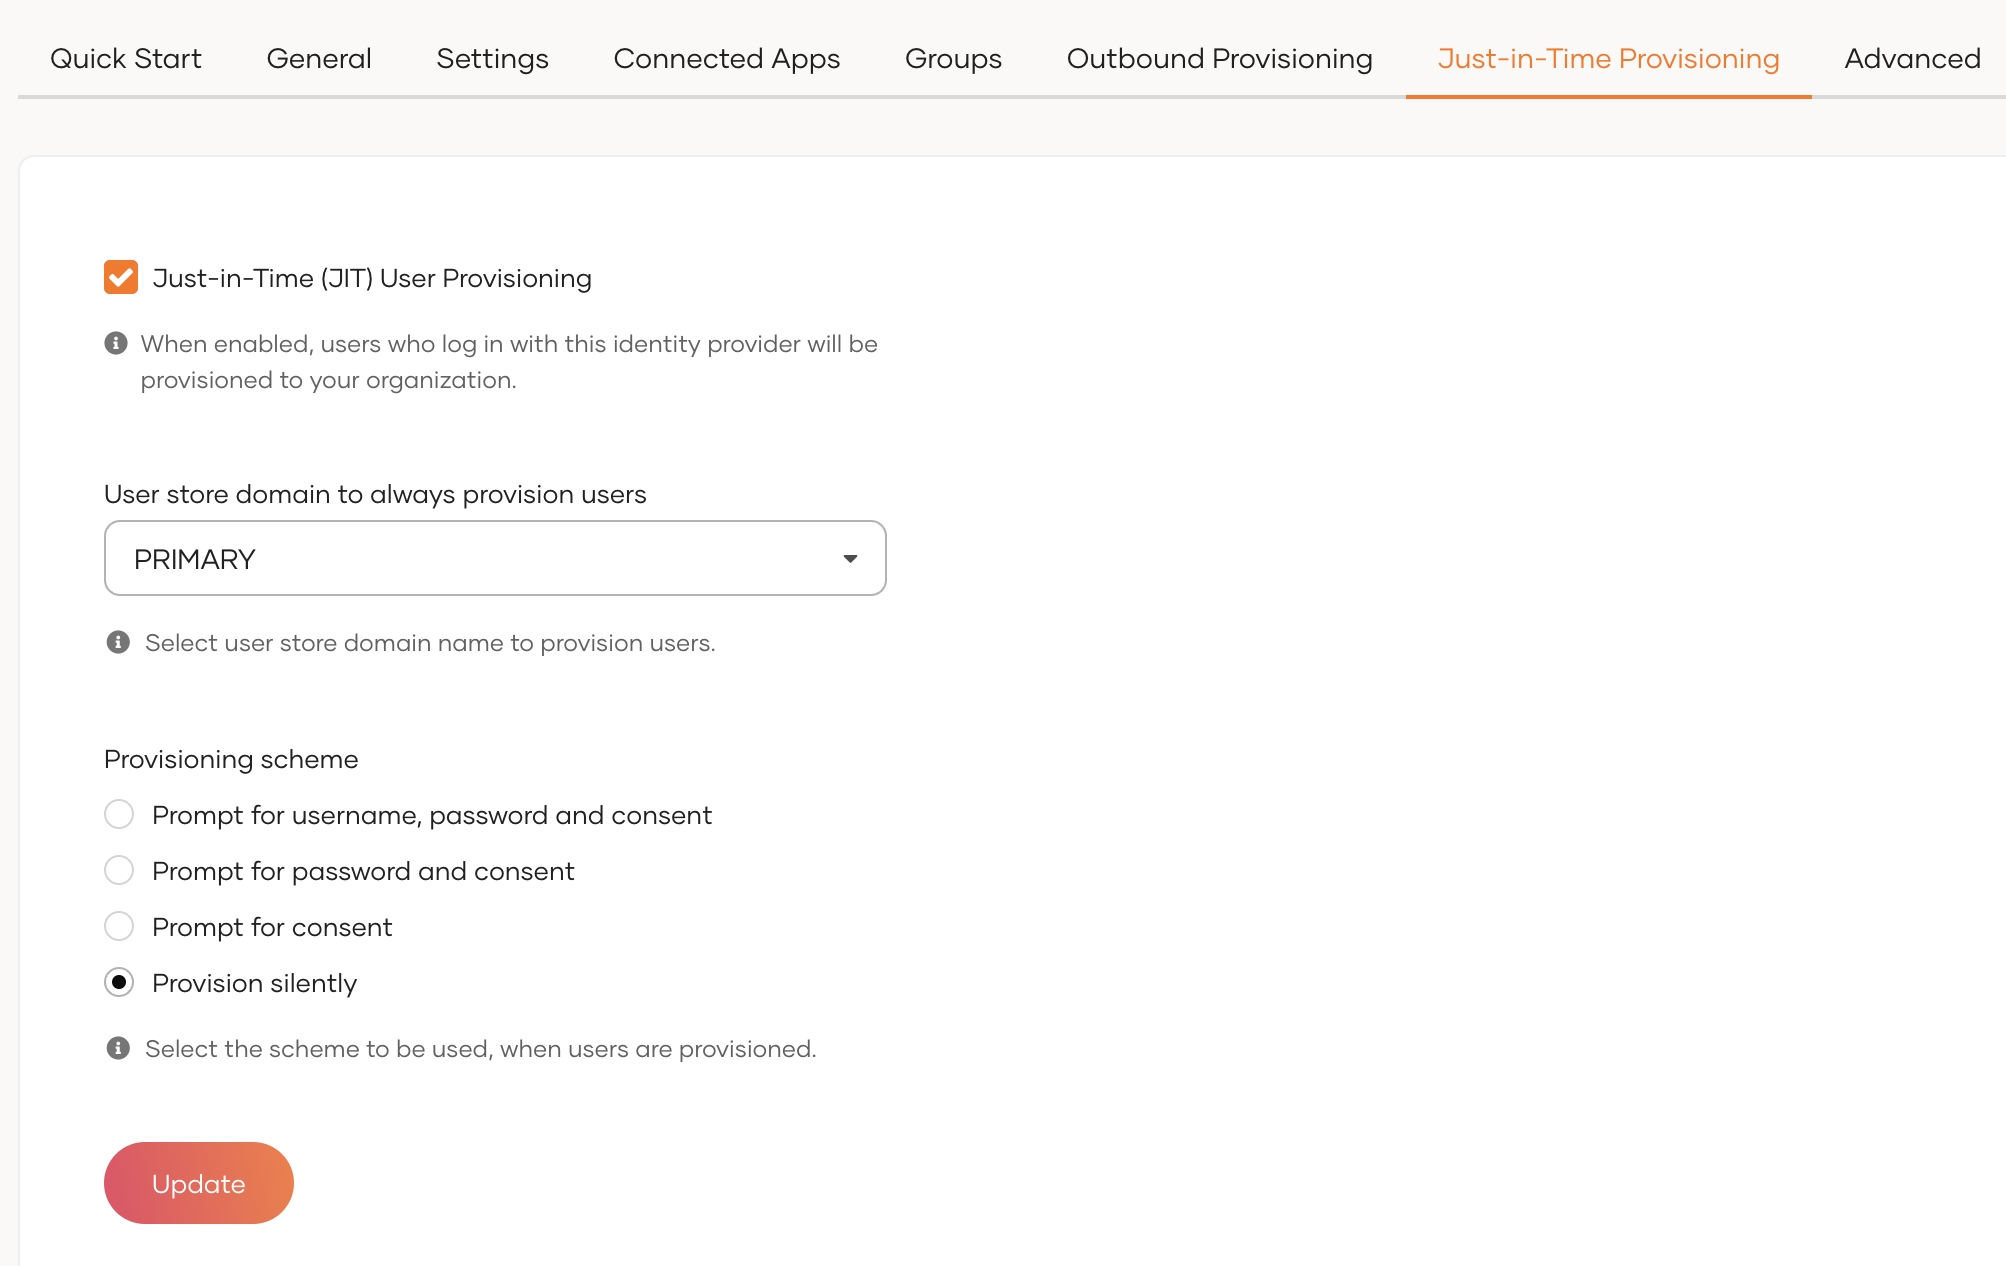 Quick Start General Settings Connected Apps Groups Outbound Provisioning Just-in-Time Provisioning Advanced
Just-in-Time (JIT) User Provisioning
When enabled, users who log in with this identity provider will be
provisioned to your organization.
User store domain to always provision users
PRIMARY
Select user store domain name to provision users.
Provisioning scheme
Prompt for username, password and consent
Prompt for password and consent
Prompt for consent
Provision silently
Select the scheme to be used, when users are provisioned.
Update